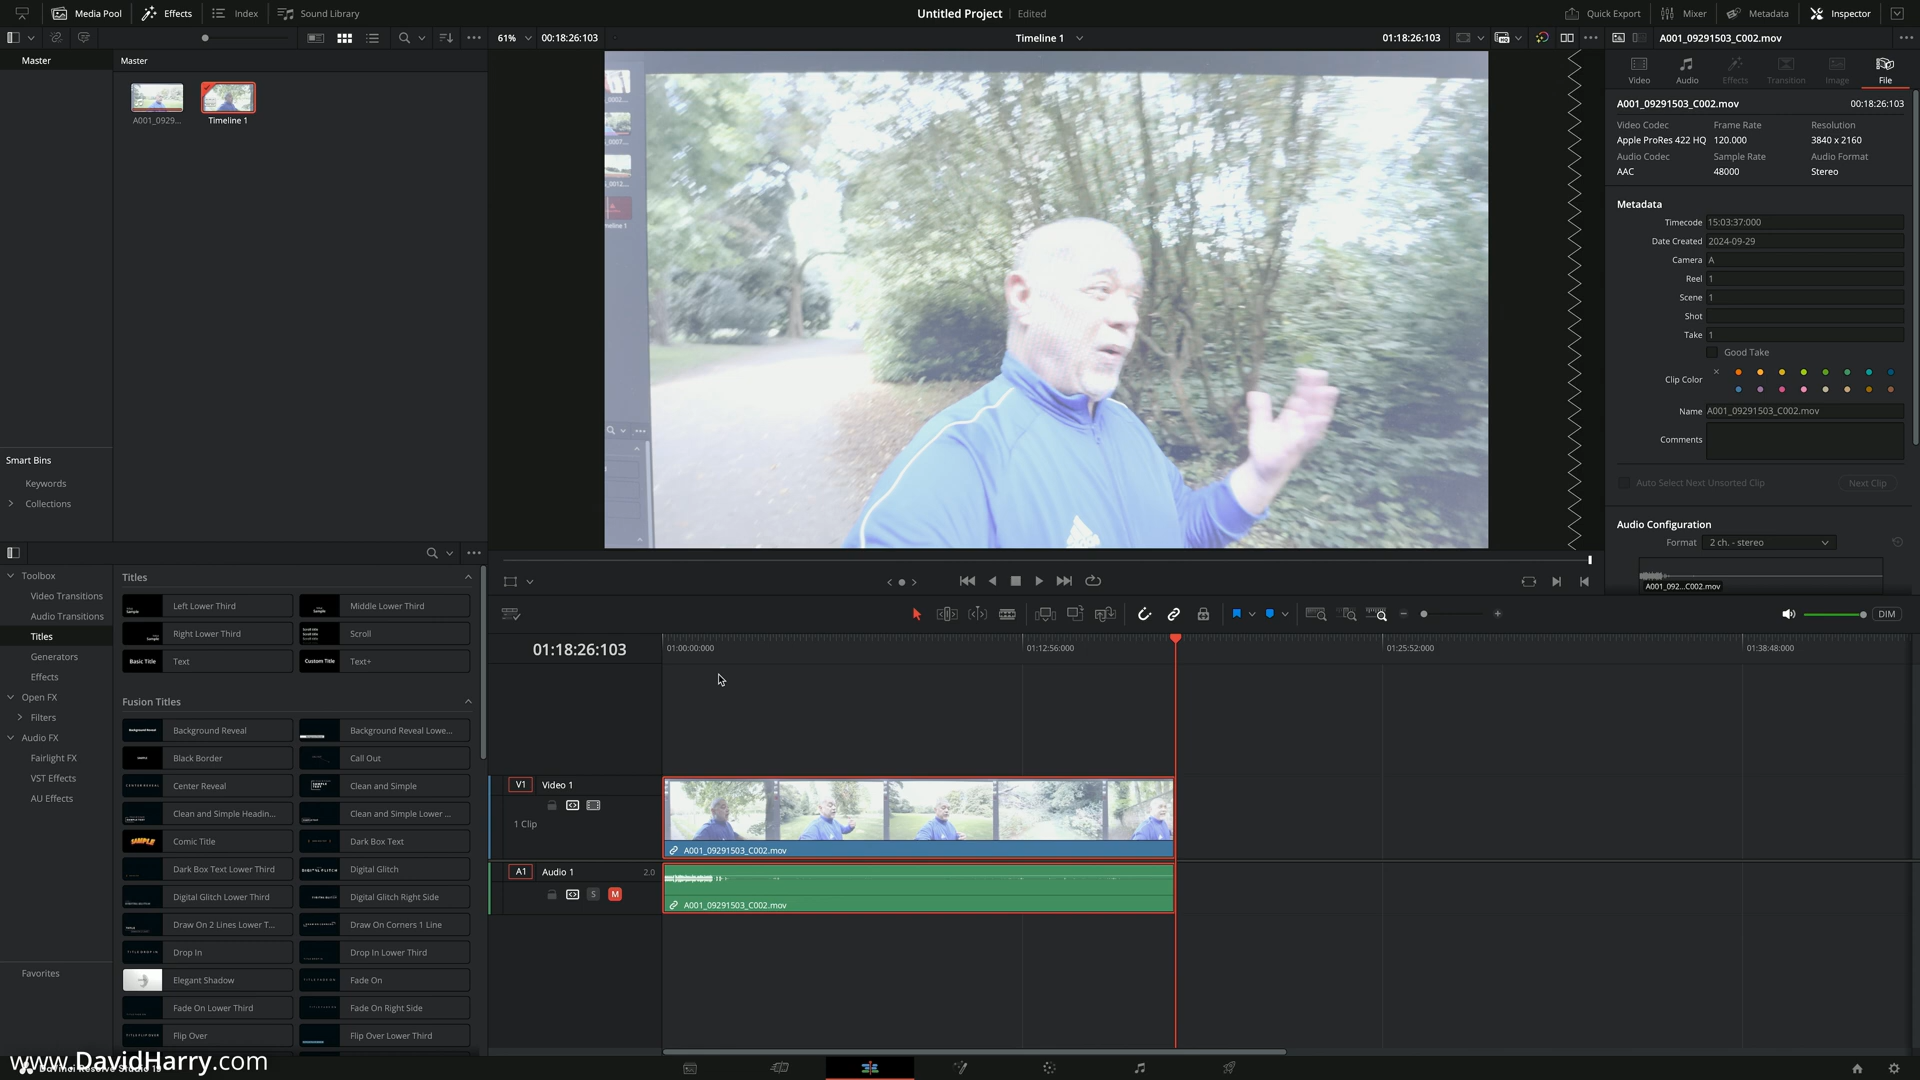 Media Pool Effects Index Sound Library Untitled Project Edited Quick Export Mixer Metadata Inspector
61% 00:18:26:103 Timeline 1 01:18:26:103 A001_09291503_C002.mov
Master Master
A001_0929... Timeline 1
Video Audio Effects Transition Image File
A001_09291503_C002.mov 00:18:26:103
Video Codec Frame Rate Resolution
Apple ProRes 422 HQ 120.000 3840 x 2160
Audio Codec Sample Rate Audio Format
AAC 48000 Stereo
Metadata
Timecode 15:03:37:000
Date Created 2024-09-29
Camera A
Reel 1
Scene 1
Shot
Take 1
Good Take
Clip Color
Name A001_09291503_C002.mov
Comments
Auto Select Next Unsorted Clip Next Clip
Audio Configuration
Format 2 ch. - stereo
A001_092...C002.mov
Smart Bins
Keywords
Collections
Toolbox
Video Transitions
Audio Transitions
Titles
Generators
Effects
Open FX
Filters
Audio FX
Fairlight FX
VST Effects
AU Effects
Favorites
Titles
Left Lower Third Middle Lower Third
Right Lower Third Scroll
Basic Title Text Custom Title Text+
Fusion Titles
Background Reveal Background Reveal Lowe...
Black Border Call Out
Center Reveal Clean and Simple
Clean and Simple Headin... Clean and Simple Lower ...
SAMPLE Comic Title Dark Box Text
Dark Box Text Lower Third Digital Glitch
Digital Glitch Lower Third Digital Glitch Right Side
Draw On 2 Lines Lower T... Draw On Corners 1 Line
Drop In Drop In Lower Third
Elegant Shadow Fade On
Fade On Lower Third Fade On Right Side
Flip Over Flip Over Lower Third
DIM
01:18:26:103 01:00:00:000 01:12:56:000 01:25:52:000 01:38:48:000
V1 Video 1
1 Clip
A001_09291503_C002.mov
A1 Audio 1 2.0
S M
A001_09291503_C002.mov
www.DavidHarry.com